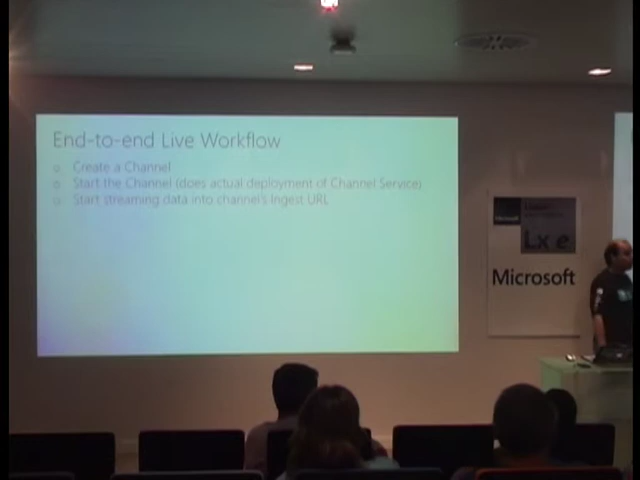 End-to-end Live Workflow
Create a Channel
Start the Channel (does actual deployment of Channel Service)
Start streaming data into channel's Ingest URL
Microsoft